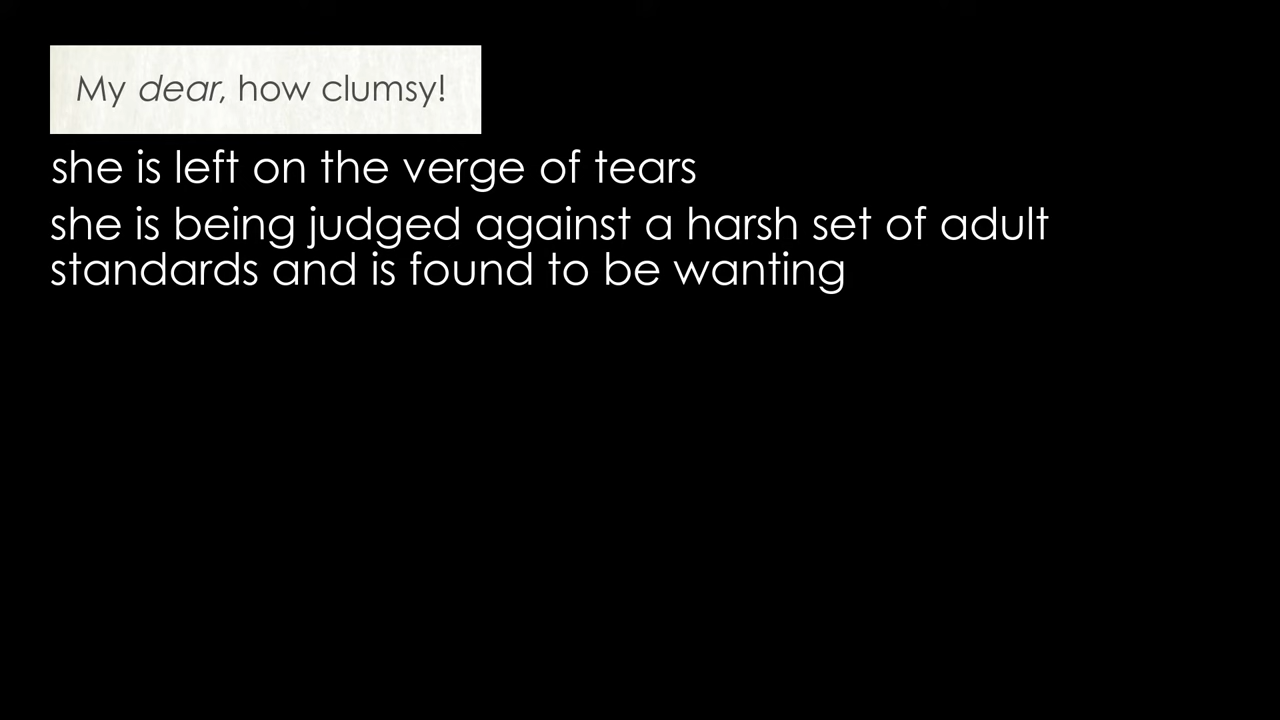 My dear, how clumsy!
she is left on the verge of tears
she is being judged against a harsh set of adult
standards and is found to be wanting